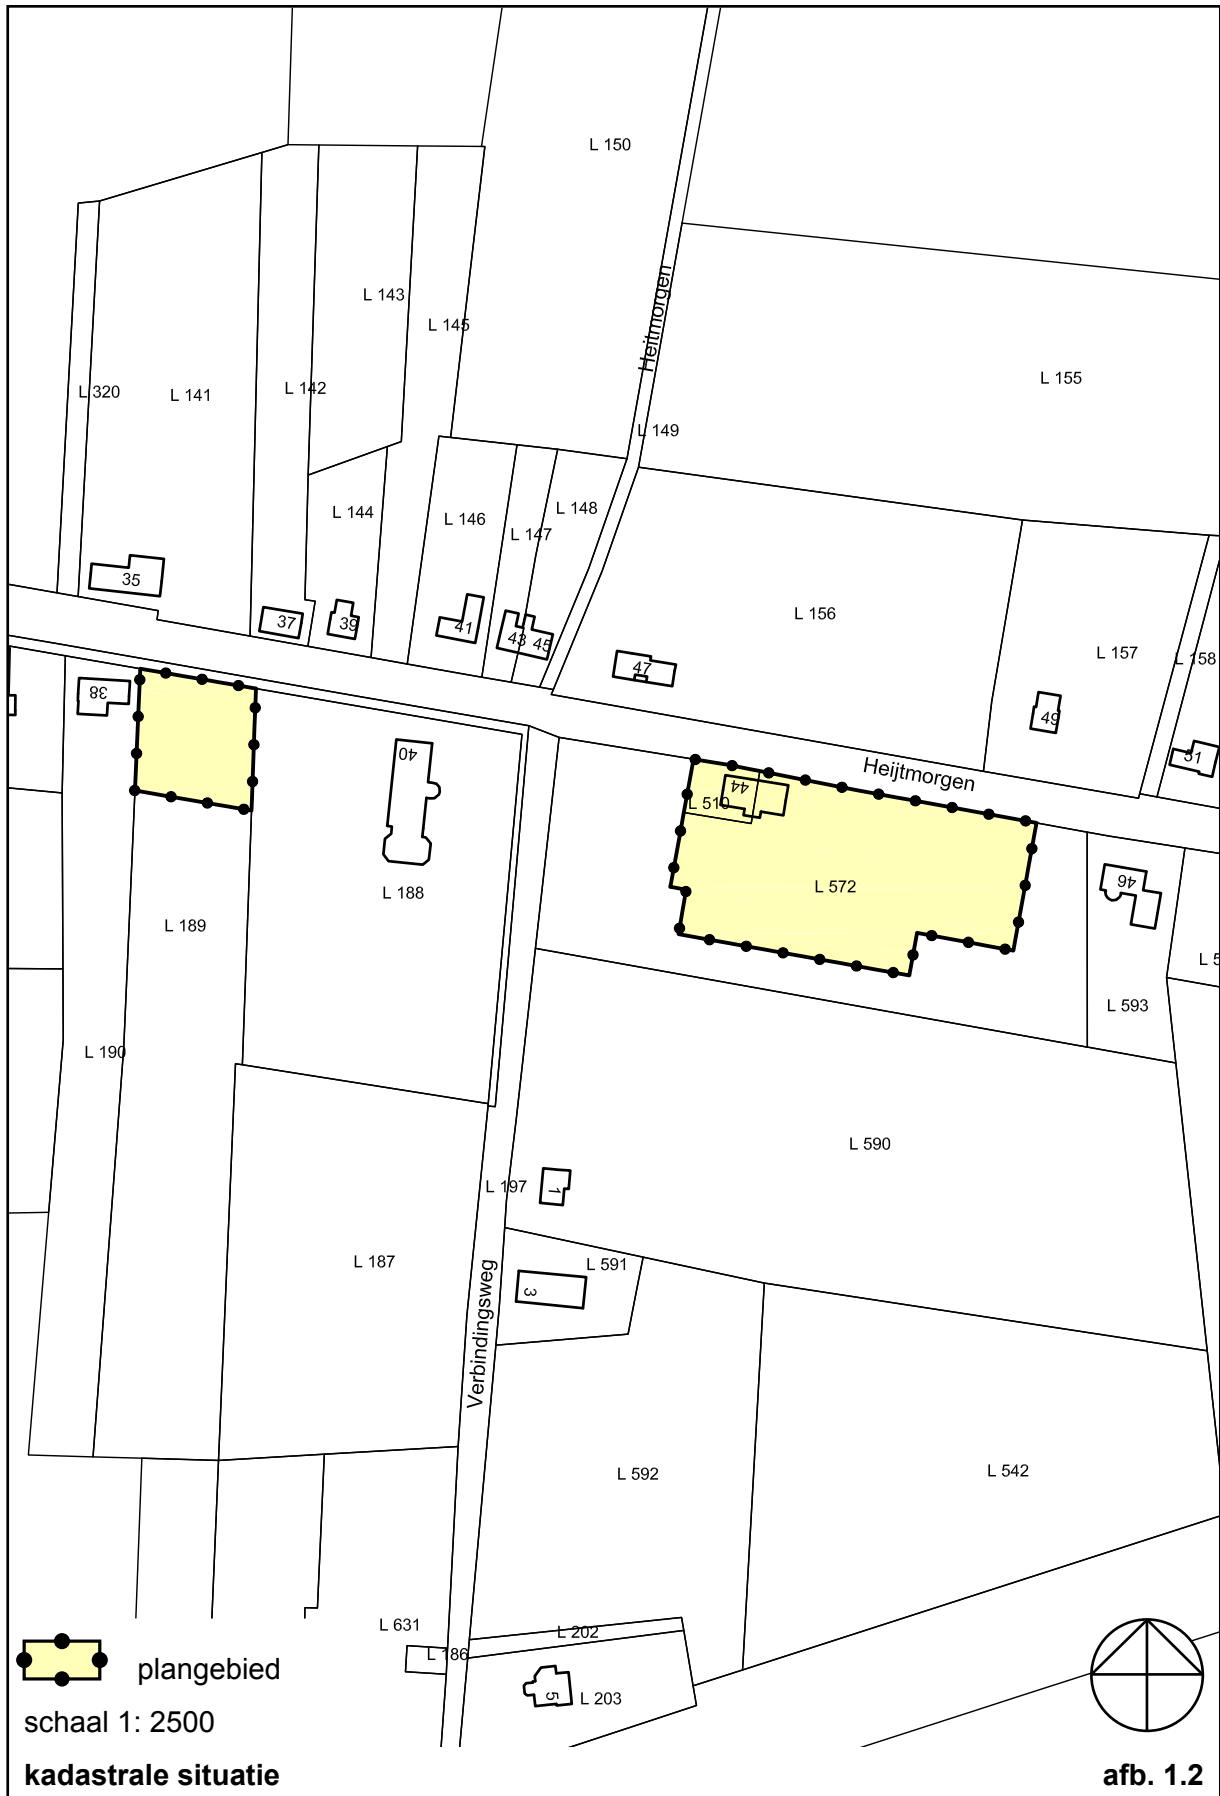 L 150
Heitmorgen
L 143
L 145
L 320
L 141
L 142
L 155
L 149
L 144
L 146
L 148
L 147
35
37
39
41
43
45
47
L 156
L 157
L 158
49
51
38
40
Heijtmorgen
44
L 510
L 572
46
L 188
L 189
L 5
L 593
L 190
L 590
1
L 197
L 187
L 591
3
Verbindingsweg
L 592
L 542
L 631
L 202
L 186
5
L 203
plangebied
schaal 1: 2500
kadastrale situatie
afb. 1.2